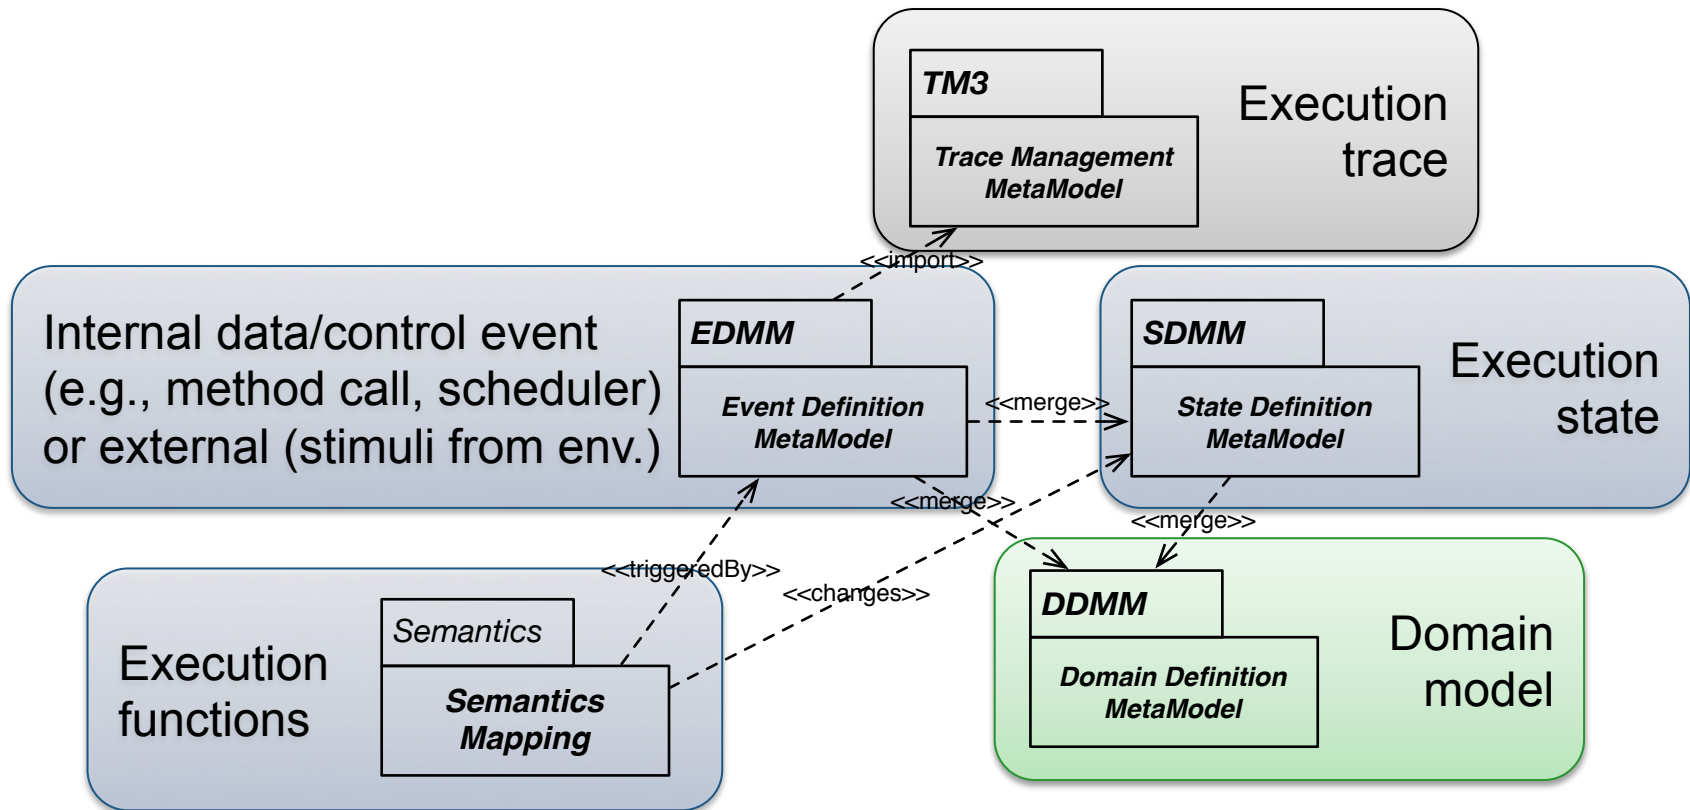 TM3
Trace Management
MetaModel
Execution
trace
<<import>>
Internal data/control event
(e.g., method call, scheduler)
or external (stimuli from env.)
EDMM
Event Definition
MetaModel
<<merge>>
SDMM
State Definition
MetaModel
Execution
state
<<merge>>
<<merge>>
<<triggeredBy>>
<<changes>>
Execution
functions
Semantics
Semantics
Mapping
DDMM
Domain Definition
MetaModel
Domain
model